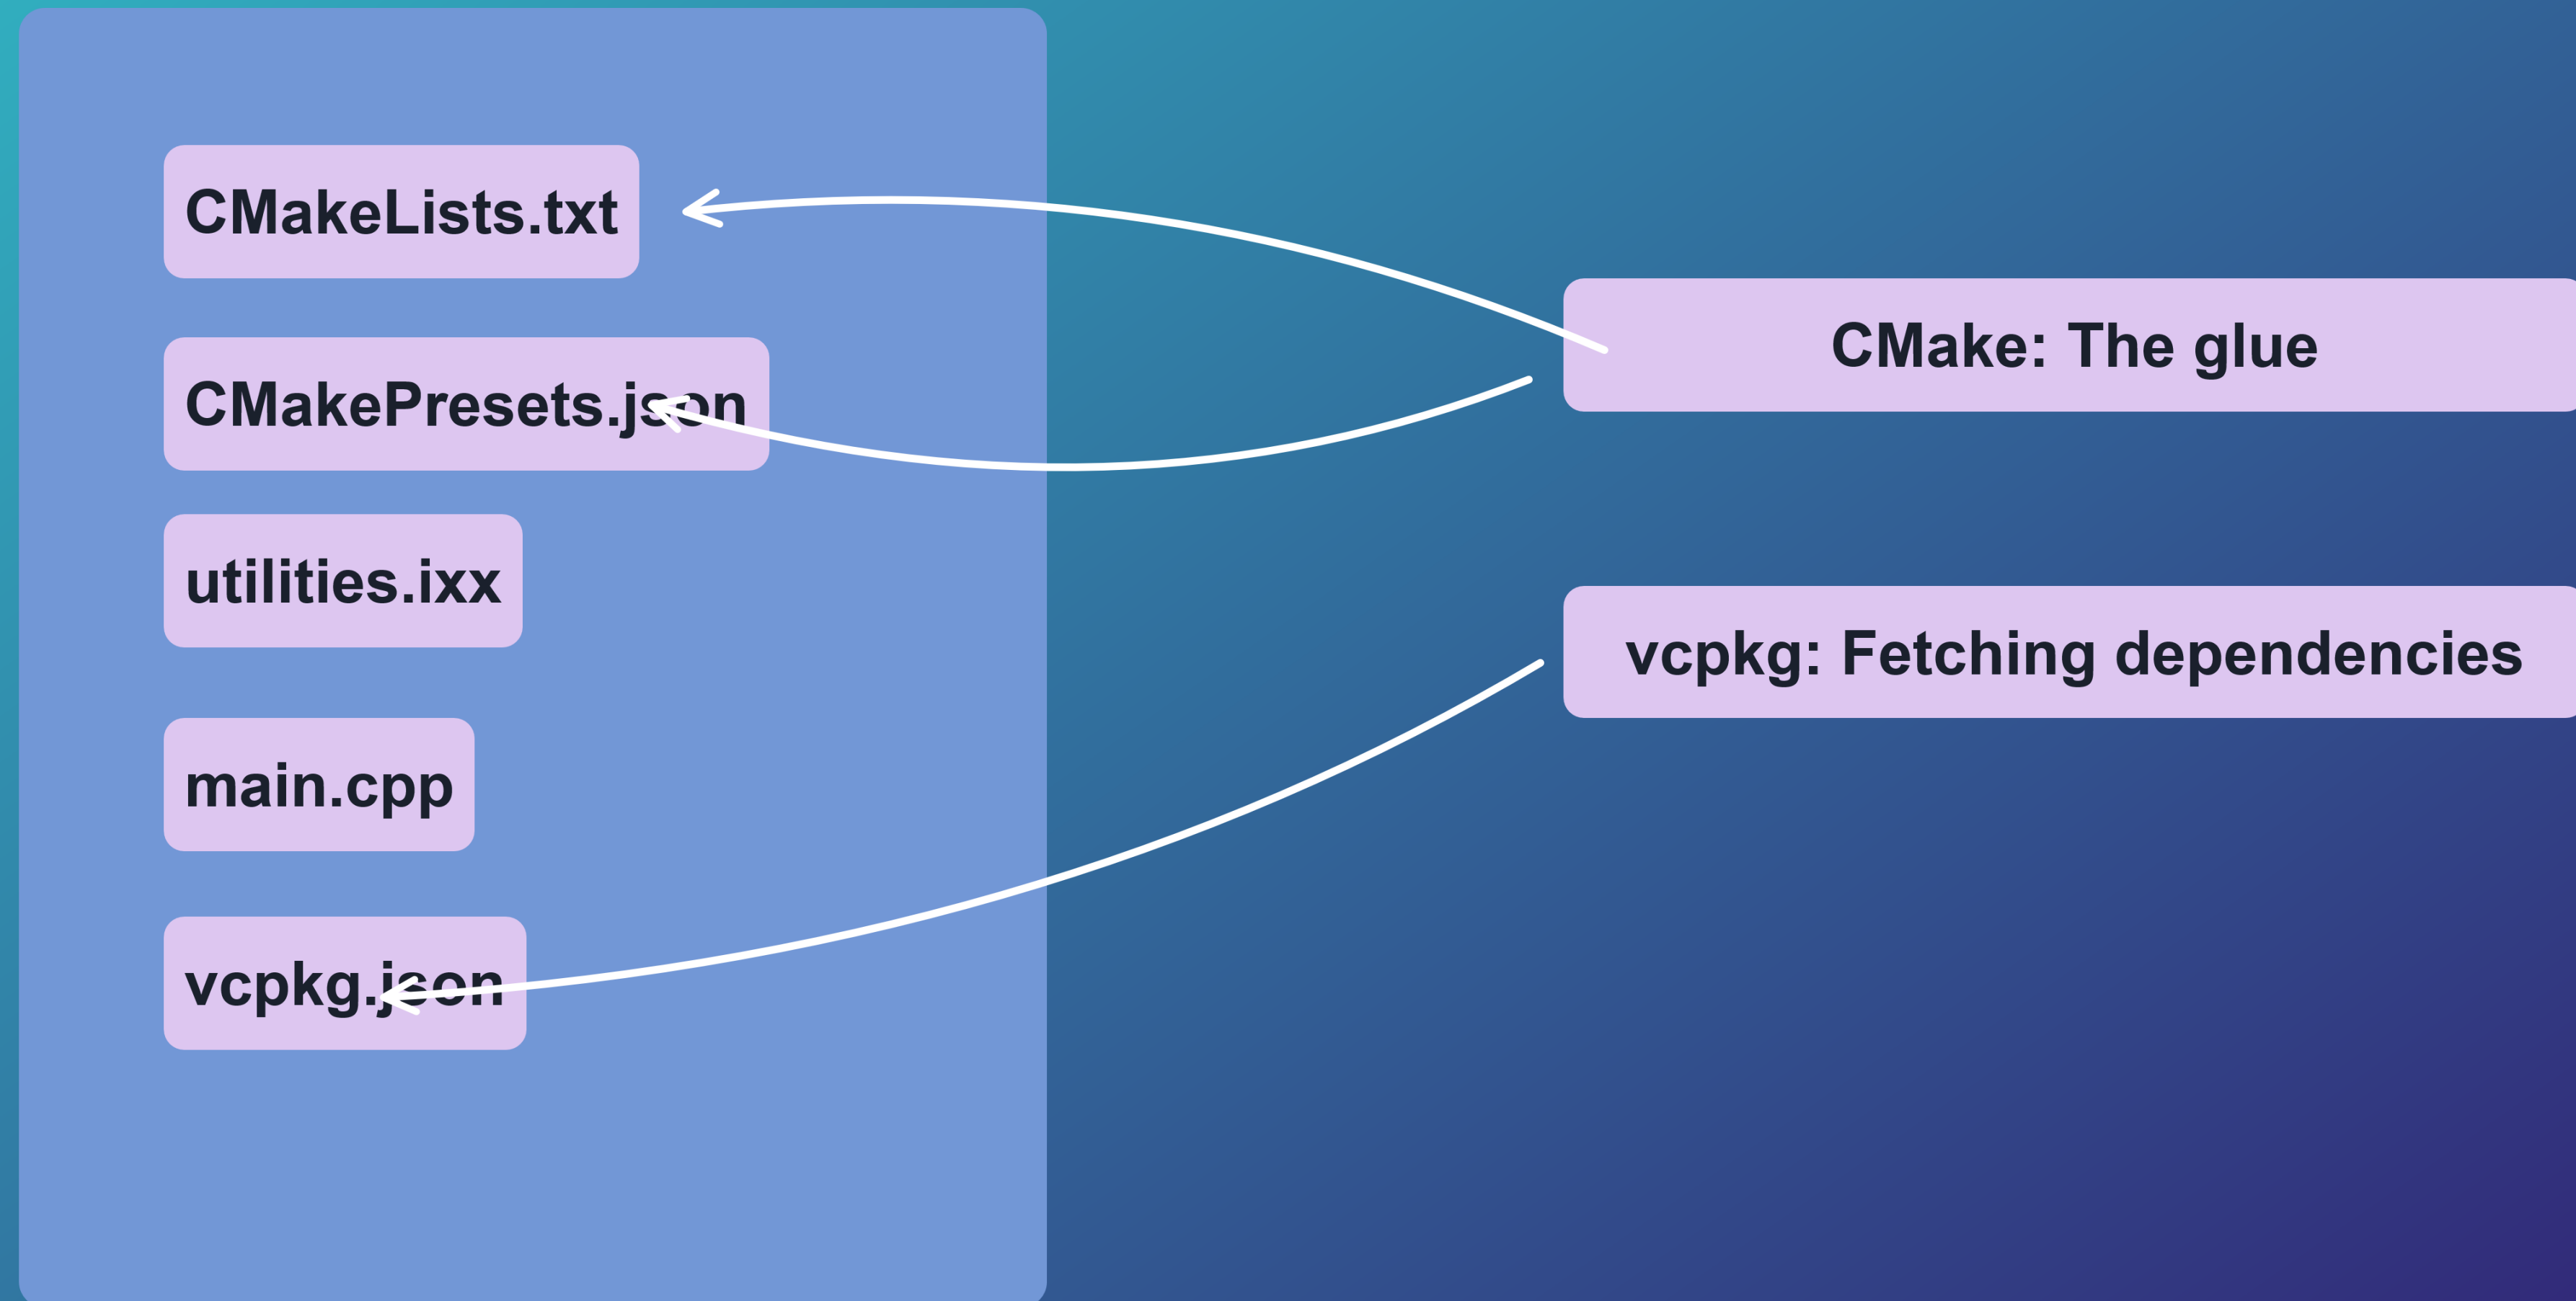 CMakeLists.txt
CMakePresets.json
utilities.ixx
main.cpp
vcpkg.json
CMake: The glue
vcpkg: Fetching dependencies